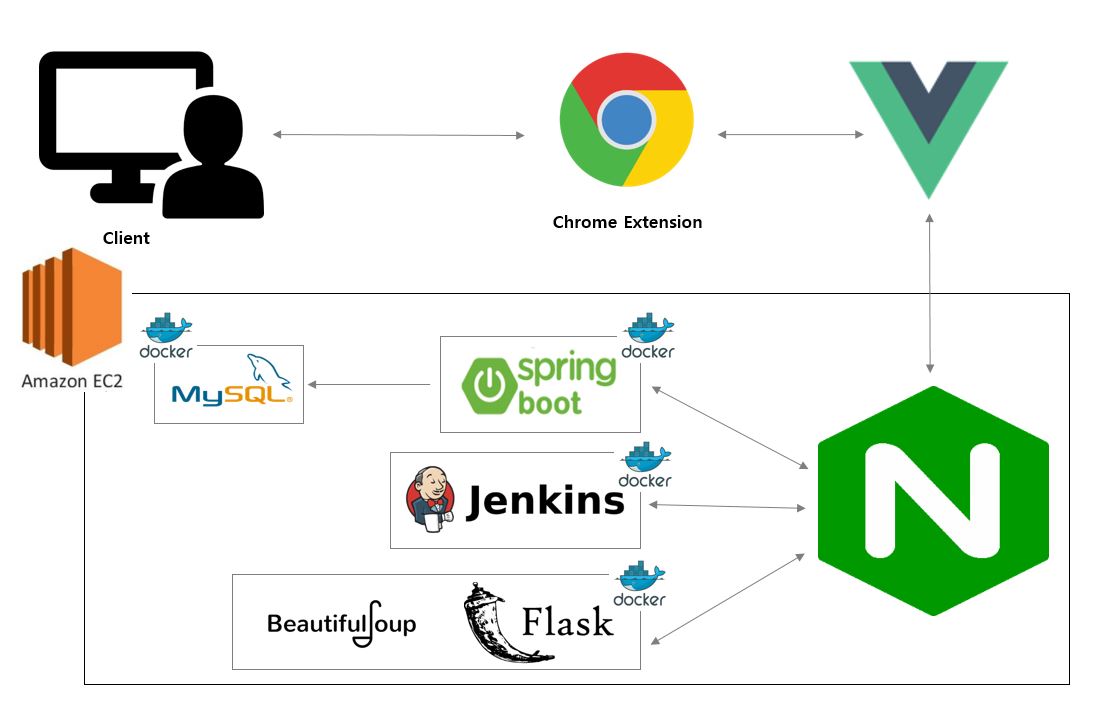 Client
Chrome Extension
Amazon EC2
docker
MySQL®
docker
spring
boot
docker
Jenkins
docker
BeautifulSoup
Flask
N